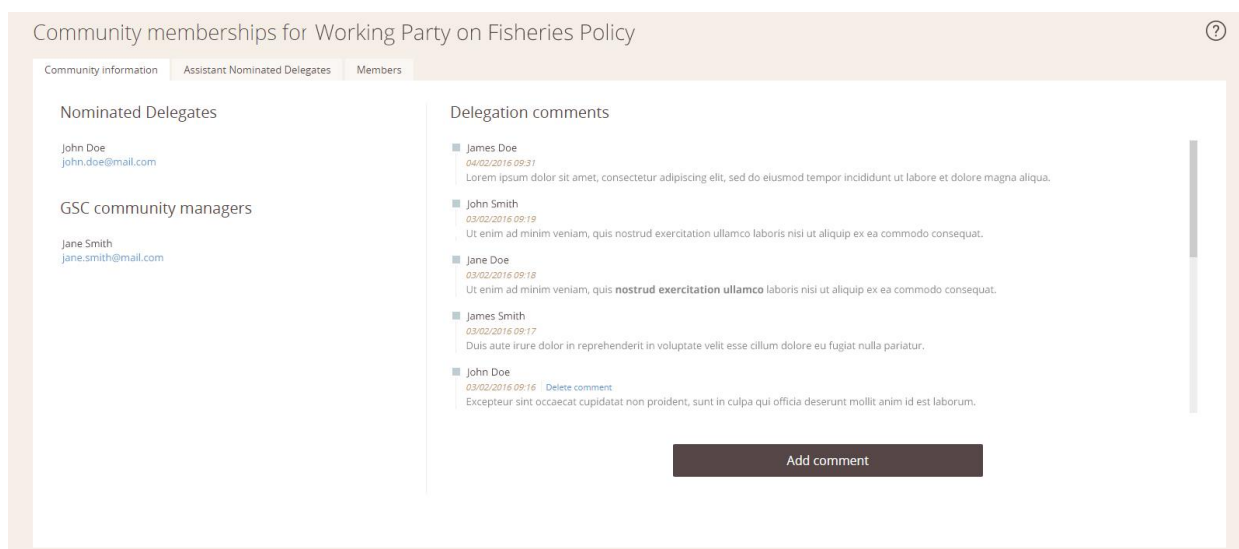 Community memberships for Working Party on Fisheries Policy
?
Community information Assistant Nominated Delegates Members
Nominated Delegates
John Doe
john.doe@mail.com
GSC community managers
Jane Smith
jane.smith@mail.com
Delegation comments
James Doe
04/02/2016 09:31
Lorem ipsum dolor sit amet, consectetur adipiscing elit, sed do eiusmod tempor incididunt ut labore et dolore magna aliqua.
John Smith
03/02/2016 09:19
Ut enim ad minim veniam, quis nostrud exercitation ullamco laboris nisi ut aliquip ex ea commodo consequat.
Jane Doe
03/02/2016 09:18
Ut enim ad minim veniam, quis nostrud exercitation ullamco laboris nisi ut aliquip ex ea commodo consequat.
James Smith
03/02/2016 09:17
Duis aute irure dolor in reprehenderit in voluptate velit esse cillum dolore eu fugiat nulla pariatur.
John Doe
03/02/2016 09:16 Delete comment
Excepteur sint occaecat cupidatat non proident, sunt in culpa qui officia deserunt mollit anim id est laborum.
Add comment